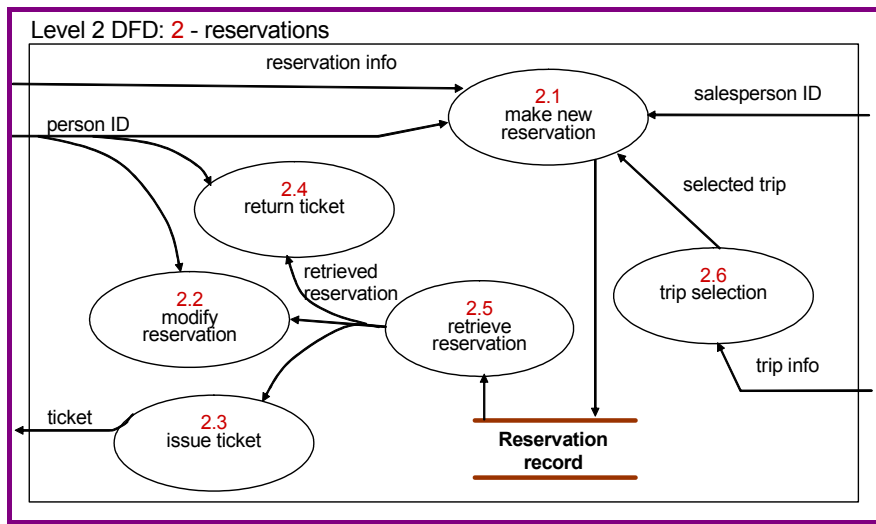 Level 2 DFD: 2 - reservations
reservation info
person ID
2.1
make new
reservation
salesperson ID
2.4
return ticket
selected trip
retrieved
reservation
2.2
modify
reservation
2.5
retrieve
reservation
2.6
trip selection
trip info
ticket
2.3
issue ticket
Reservation
record